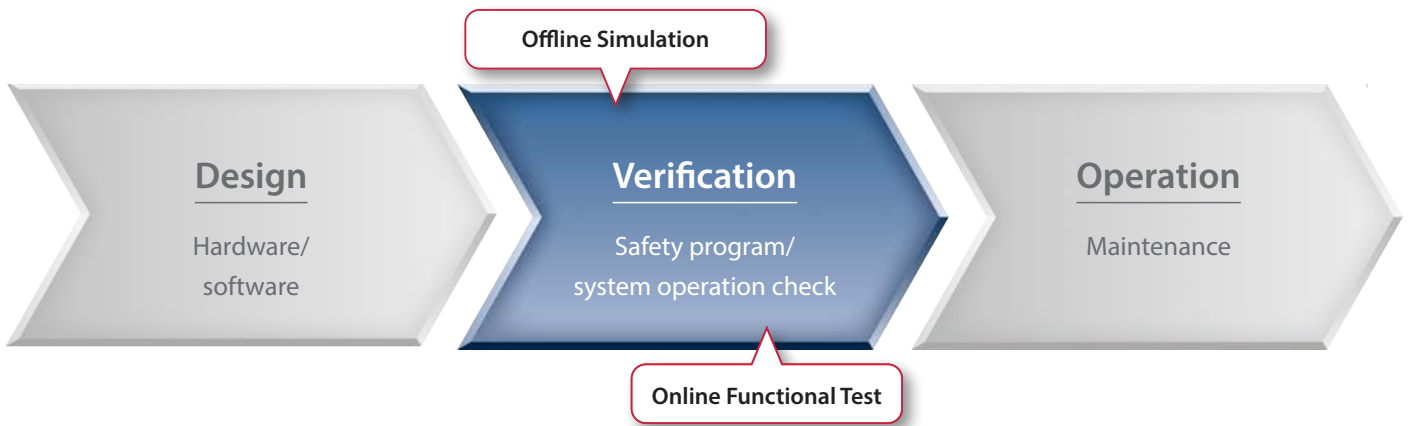 Offline Simulation
Design
Hardware/
software
Verification
Safety program/
system operation check
Operation
Maintenance
Online Functional Test